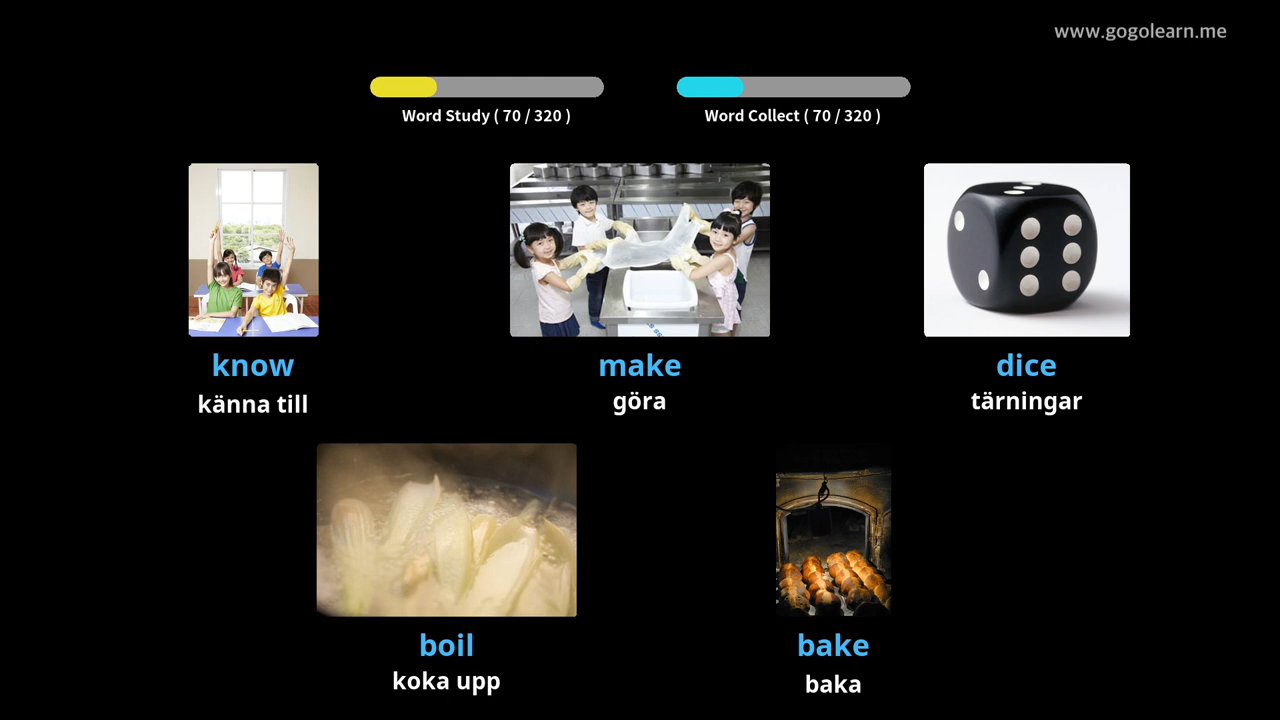 www.gogolearn.me
Word Study ( 70 / 320 )
Word Collect ( 70 / 320 )
know
känna till
make
göra
dice
tärningar
boil
koka upp
bake
baka